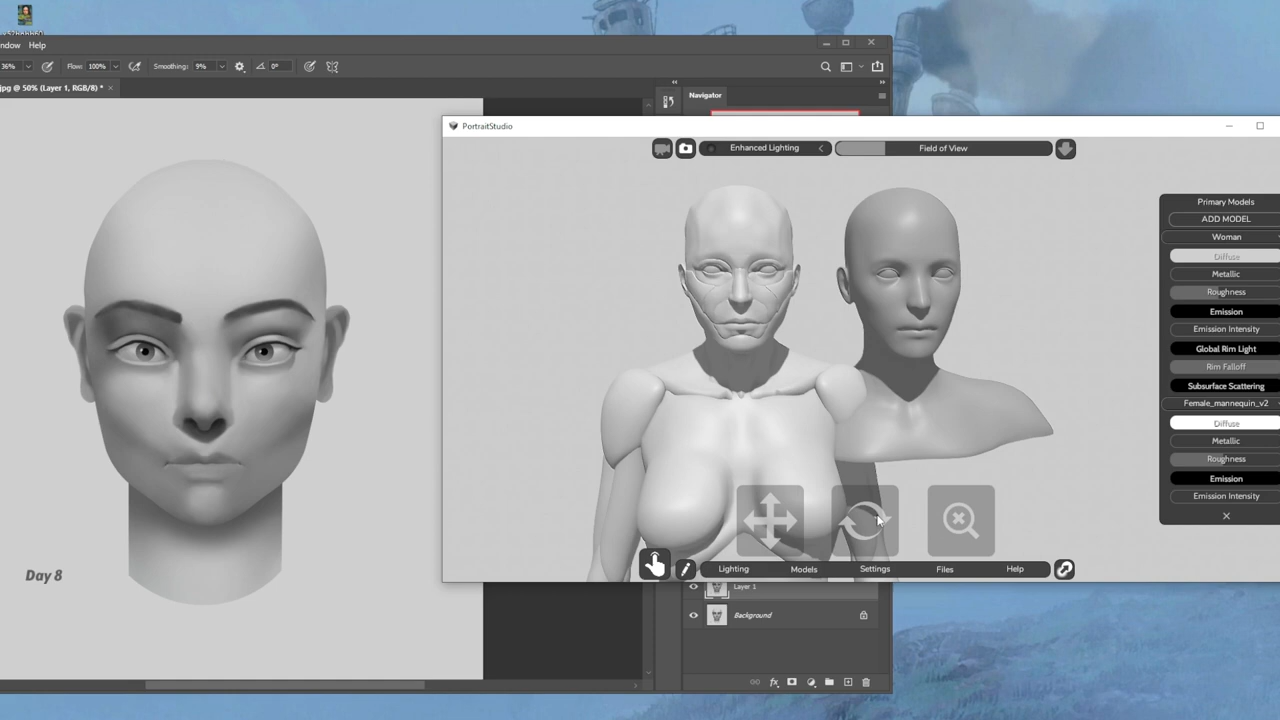 ndow Help
36% Flow: 100% Smoothing: 9% 0°
jpg @ 50% (Layer 1, RGB/8) *
Navigator
PortraitStudio
Enhanced Lighting
Field of View
Primary Models
ADD MODEL
Woman
Diffuse
Metallic
Roughness
Emission
Emission Intensity
Global Rim Light
Rim Falloff
Subsurface Scattering
Female_mannequin_v2
Diffuse
Metallic
Roughness
Emission
Emission Intensity
Day 8
Lighting Models Settings Files Help
Layer 1
Background
fx